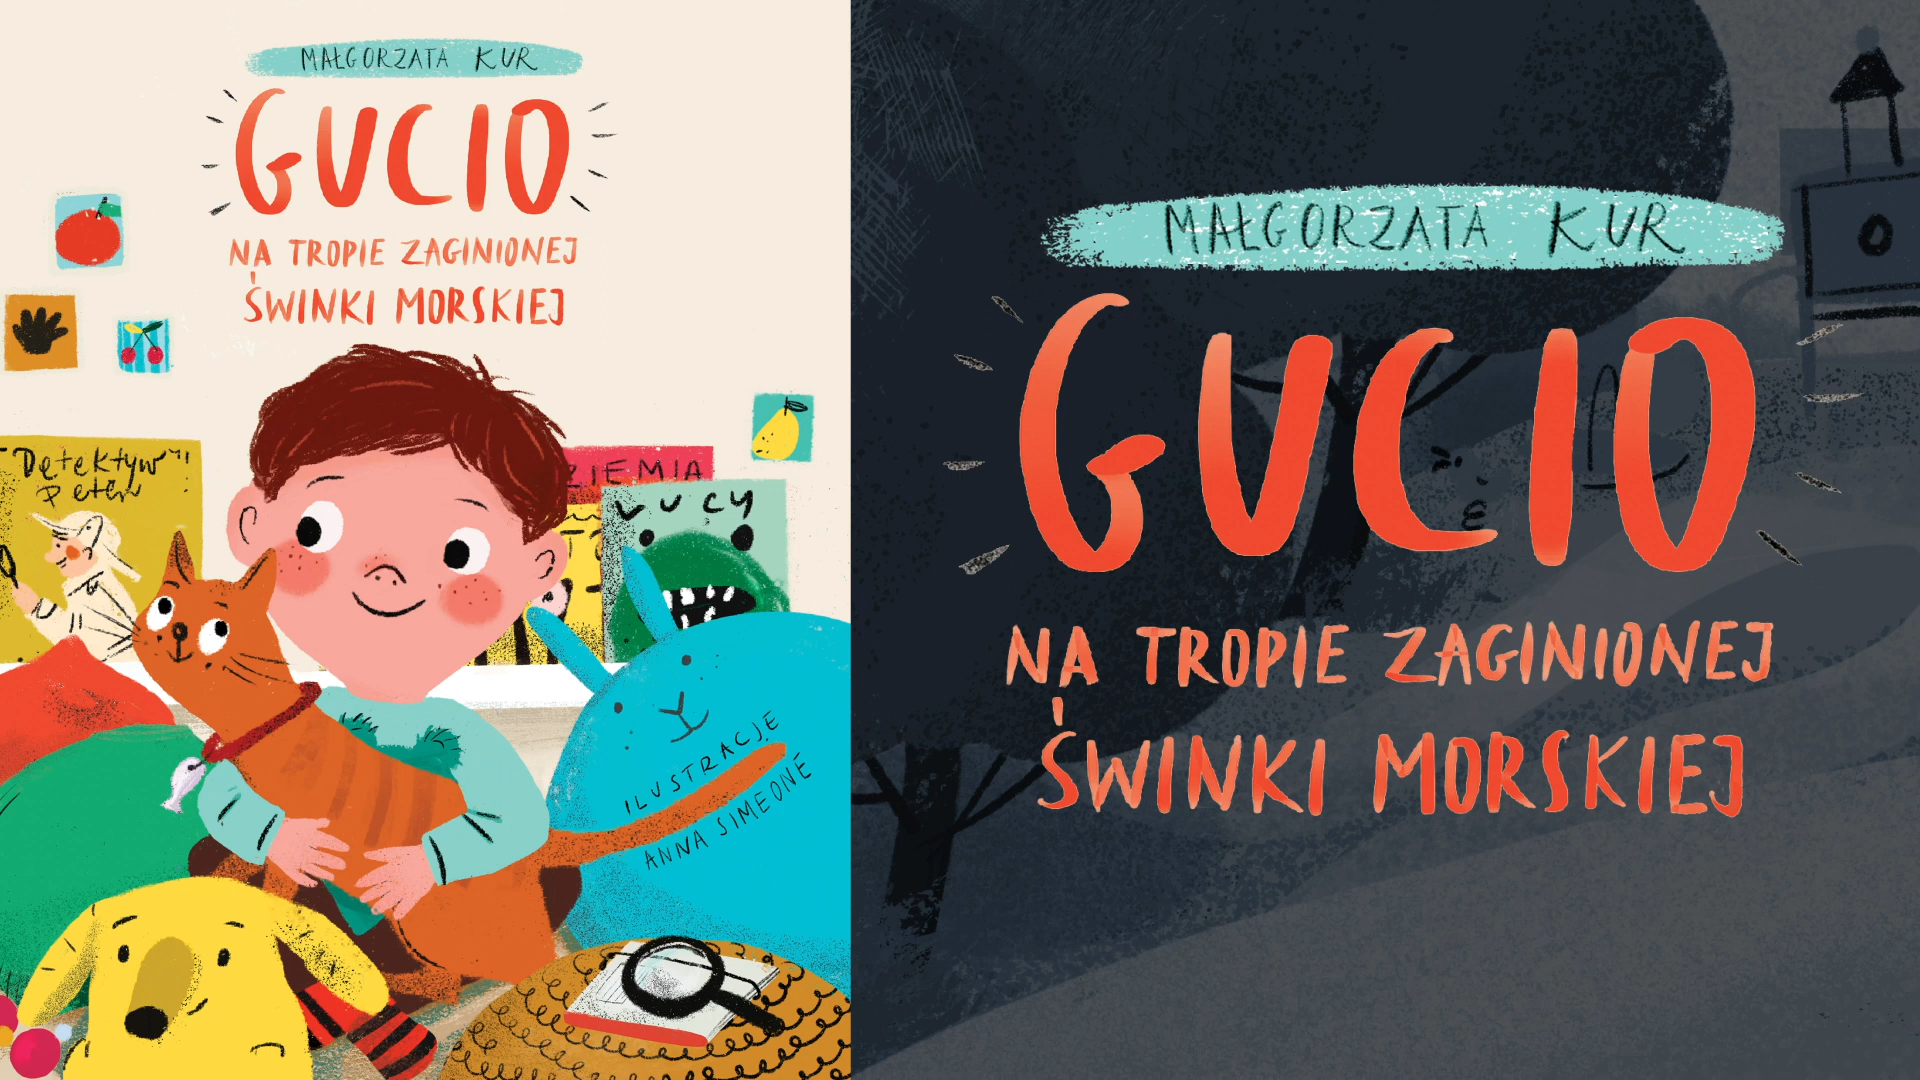 MAŁGORZATA KUR
GUCIO
NA TROPIE ZAGINIONEJ
ŚWINKI MORSKIEJ
Detektyw
Peter
ZIEMIA
LUCY
ILUSTRACJE
ANNA SIMEONE
MAŁGORZATA KUR
GUCIO
NA TROPIE ZAGINIONEJ
ŚWINKI MORSKIEJ